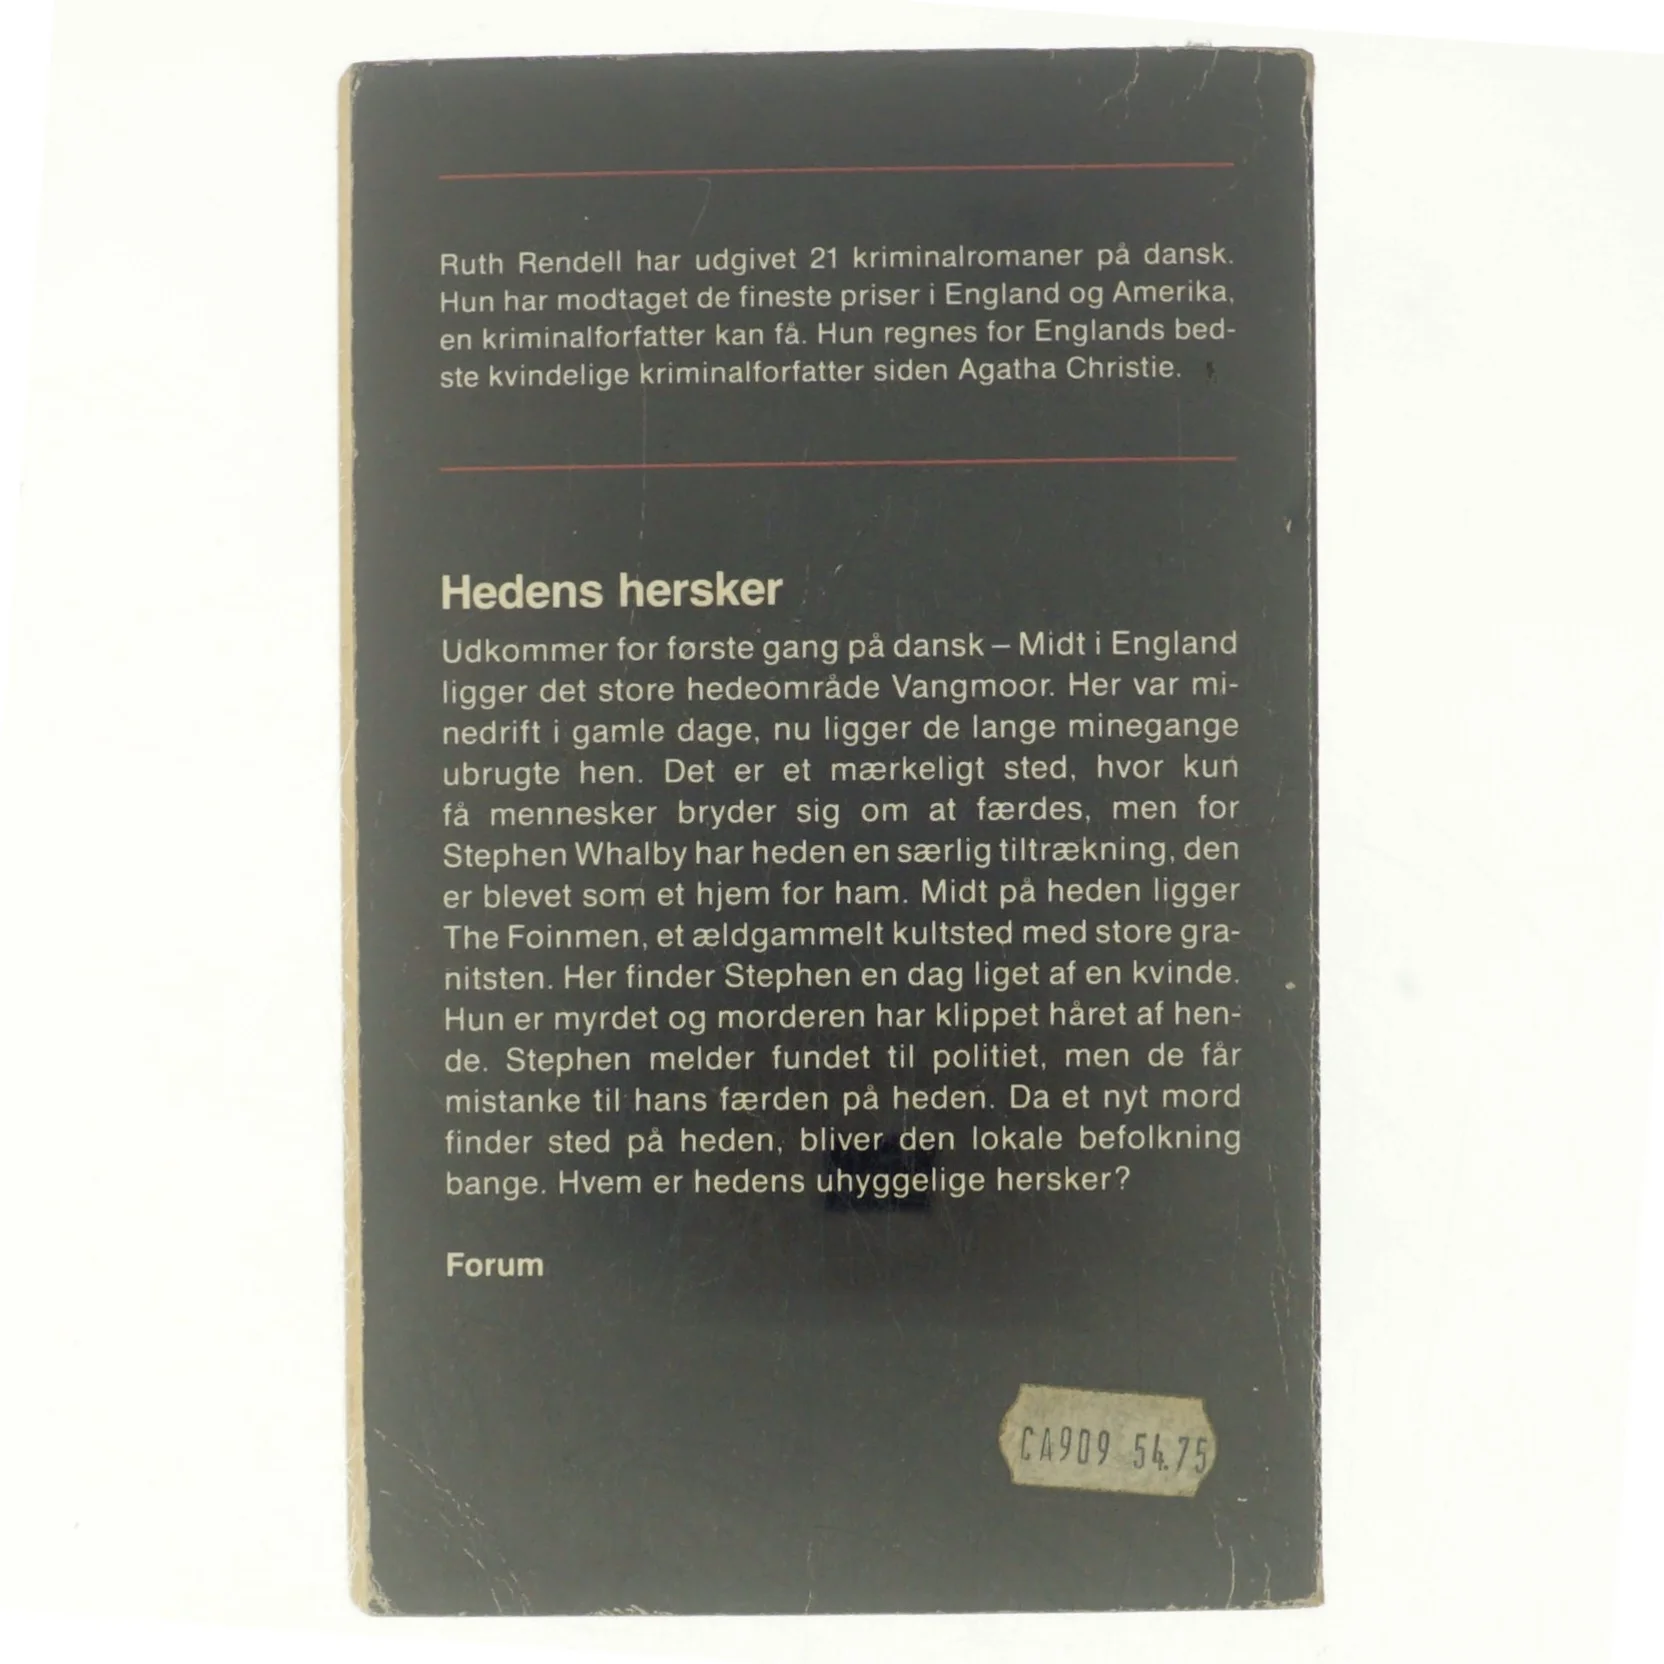 Ruth Rendell har udgivet 21 kriminalromaner på dansk.
Hun har modtaget de fineste priser i England og Amerika,
en kriminalforfatter kan få. Hun regnes for Englands bed-
ste kvindelige kriminalforfatter siden Agatha Christie.
Hedens hersker
Udkommer for første gang på dansk – Midt i England
ligger det store hedeområde Vangmoor. Her var mi-
nedrift i gamle dage, nu ligger de lange minegange
ubrugte hen. Det er et mærkeligt sted, hvor kun
få mennesker bryder sig om at færdes, men for
Stephen Whalby har heden en særlig tiltrækning, den
er blevet som et hjem for ham. Midt på heden ligger
The Foinmen, et ældgammelt kultsted med store gra-
nitsten. Her finder Stephen en dag liget af en kvinde.
Hun er myrdet og morderen har klippet håret af hen-
de. Stephen melder fundet til politiet, men de får
mistanke til hans færden på heden. Da et nyt mord
finder sted på heden, bliver den lokale befolkning
bange. Hvem er hedens uhyggelige hersker?
Forum
CA909 54.75